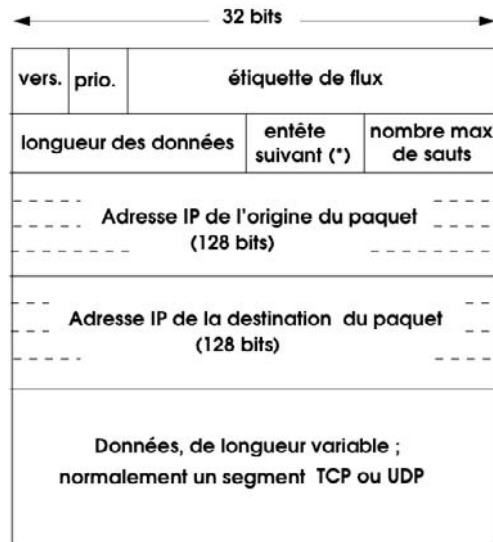 32 bits
vers.
prio.
étiquette de flux
longueur des données
entête
suivant (*)
nombre max
de sauts
Adresse IP de l'origine du paquet
(128 bits)
Adresse IP de la destination du paquet
(128 bits)
Données, de longueur variable ;
normalement un segment TCP ou UDP